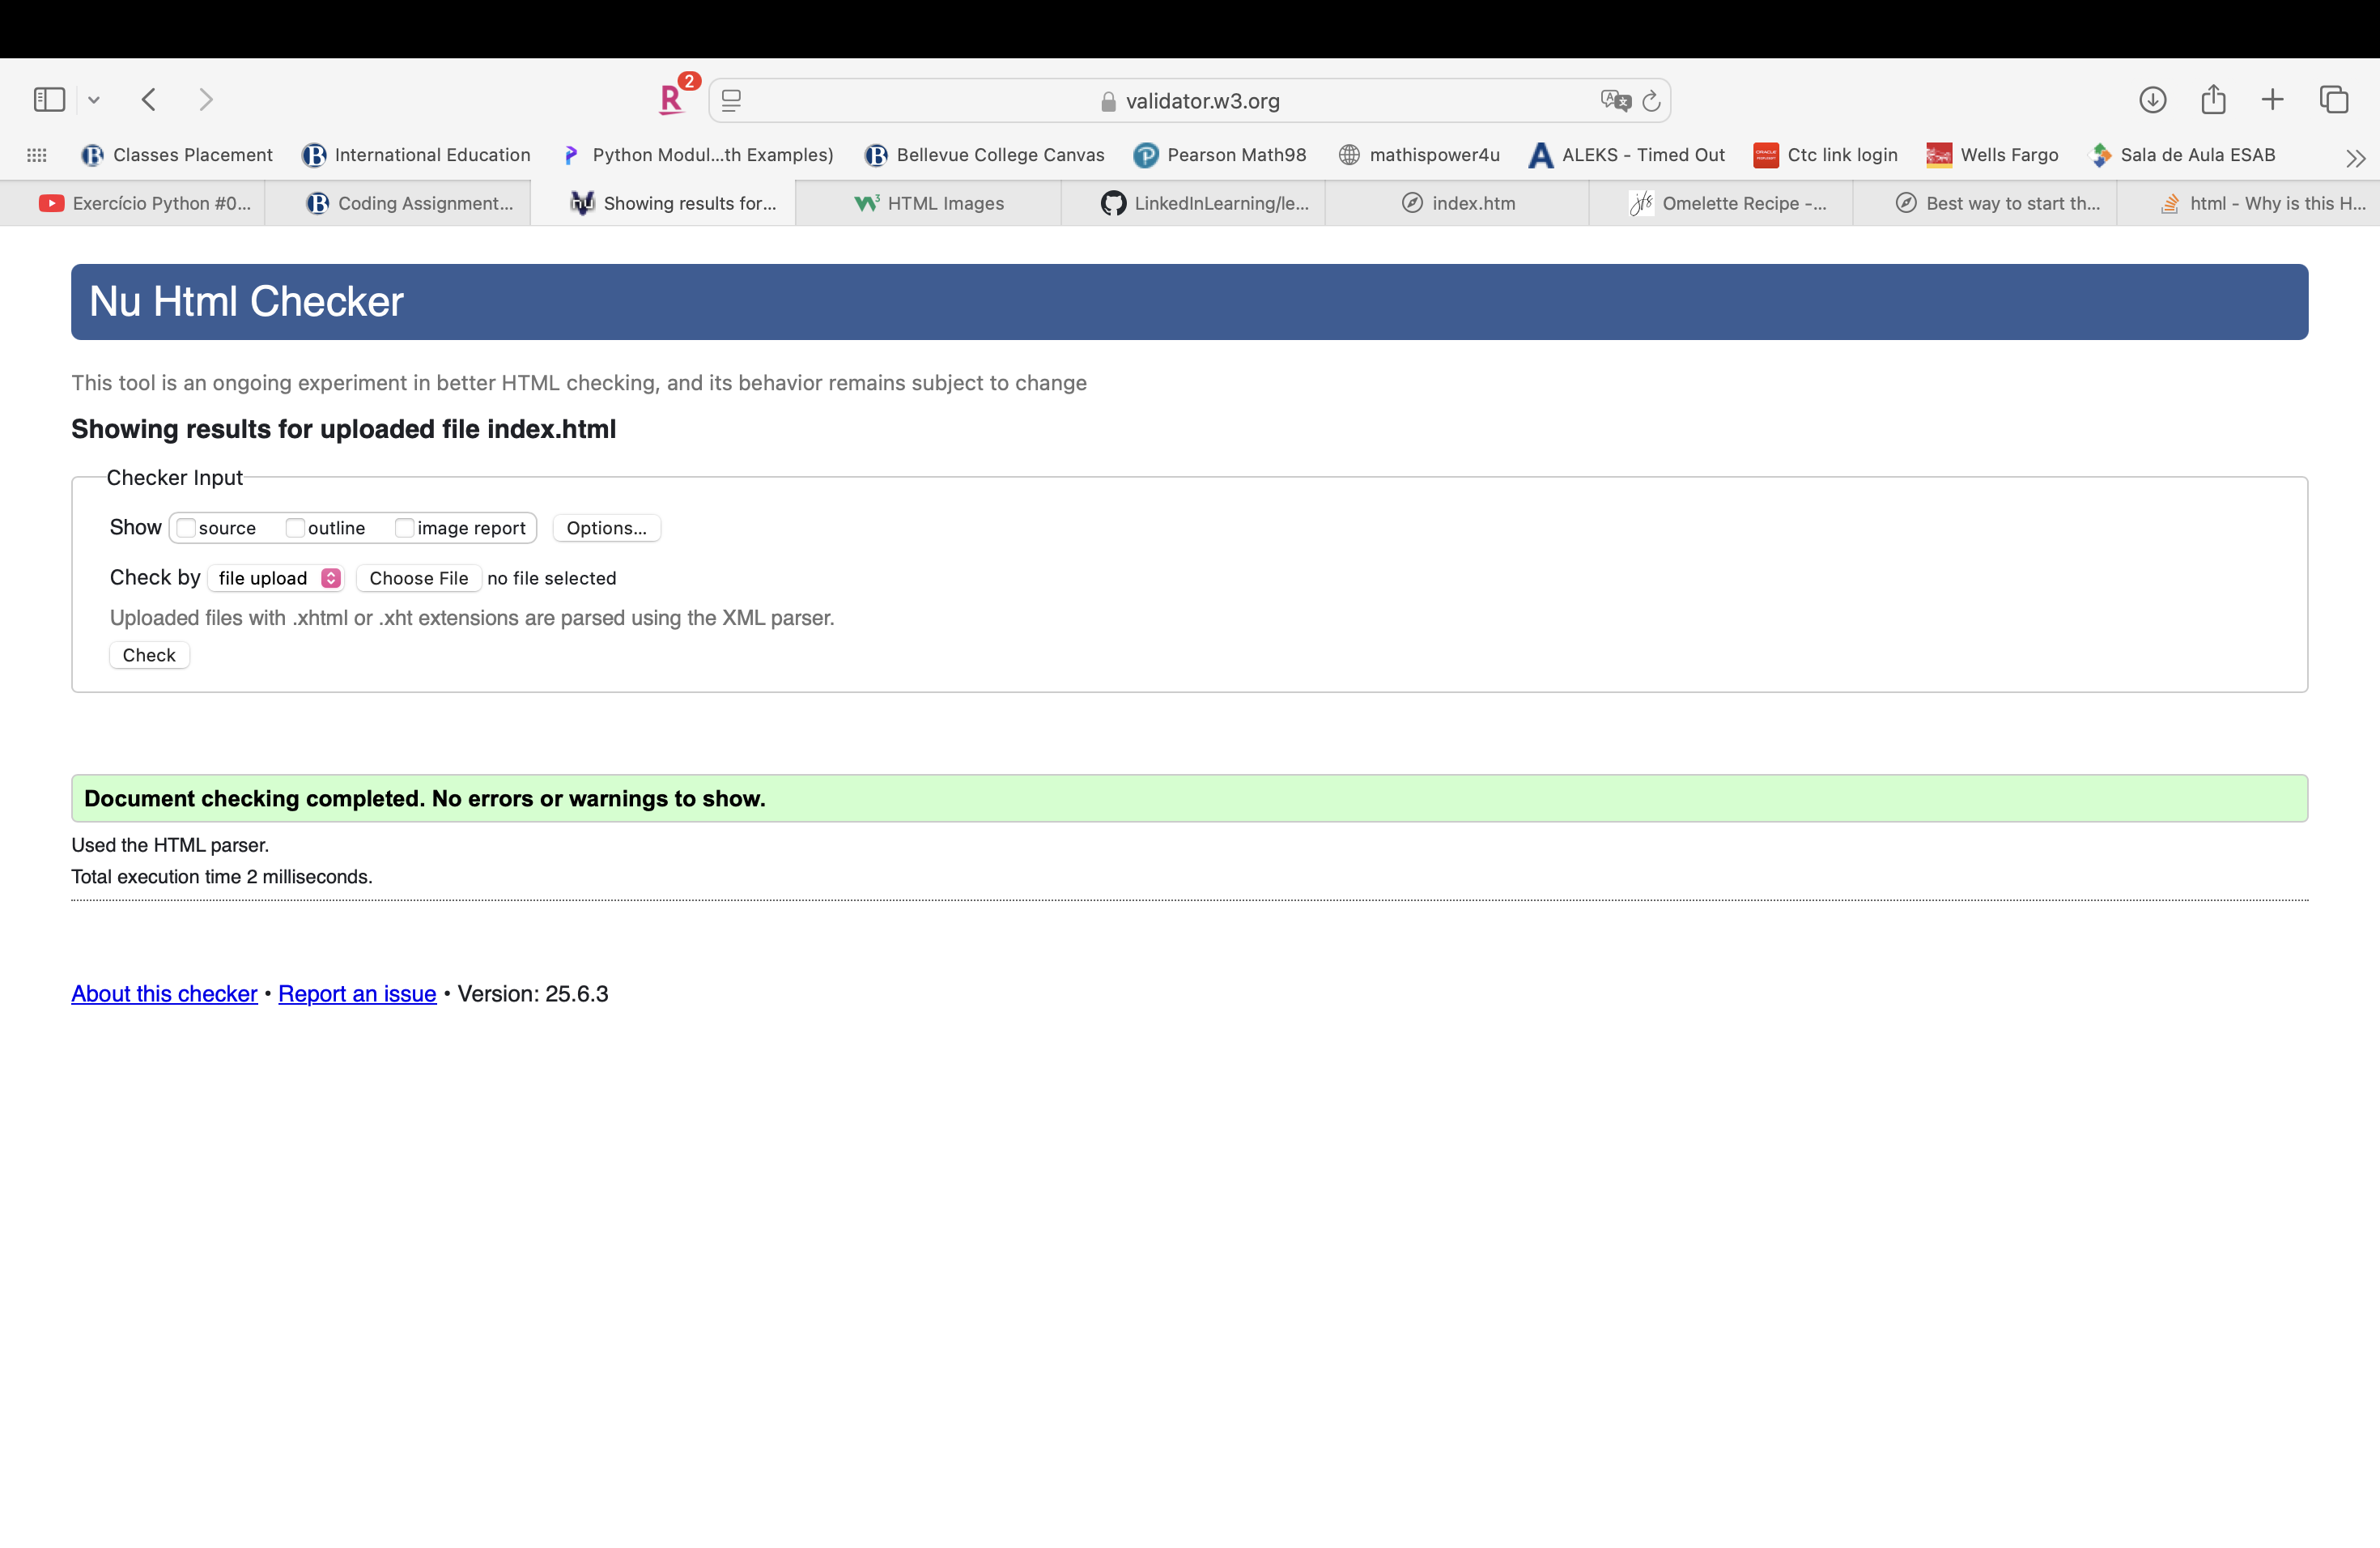 R 2 validator.w3.org
Classes Placement International Education Python Modul...th Examples) Bellevue College Canvas Pearson Math98 mathispower4u ALEKS - Timed Out Ctc link login Wells Fargo Sala de Aula ESAB
Exercício Python #0... Coding Assignment... Showing results for... HTML Images LinkedInLearning/le... index.htm Omelette Recipe -... Best way to start th... html - Why is this H...
Nu Html Checker
This tool is an ongoing experiment in better HTML checking, and its behavior remains subject to change
Showing results for uploaded file index.html
Checker Input
Show source outline image report Options...
Check by file upload Choose File no file selected
Uploaded files with .xhtml or .xht extensions are parsed using the XML parser.
Check
Document checking completed. No errors or warnings to show.
Used the HTML parser.
Total execution time 2 milliseconds.
About this checker • Report an issue • Version: 25.6.3